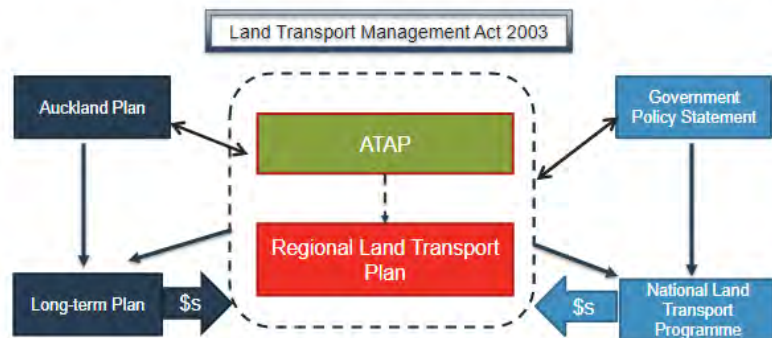 Land Transport Management Act 2003
Auckland Plan
ATAP
Government
Policy Statement
Regional Land Transport
Plan
Long-term Plan
$s
$s
National Land
Transport
Programme